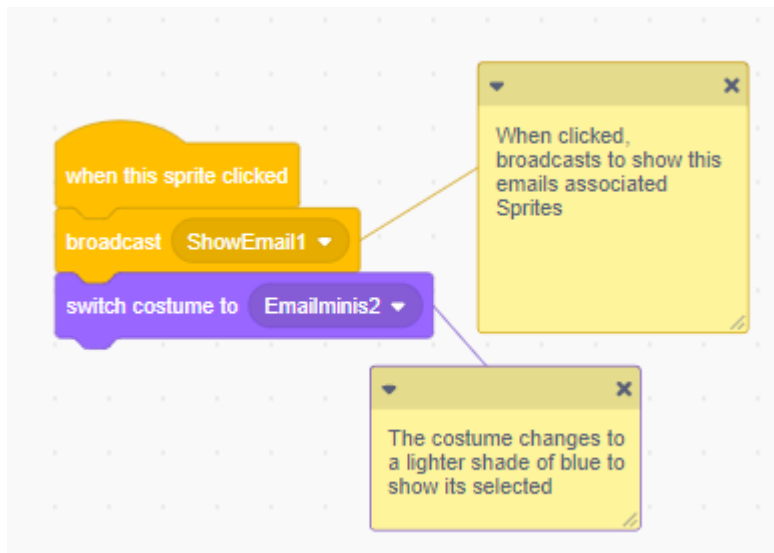 when this sprite clicked
broadcast ShowEmail1
switch costume to Emailminis2
When clicked,
broadcasts to show this
emails associated
Sprites
The costume changes to
a lighter shade of blue to
show its selected